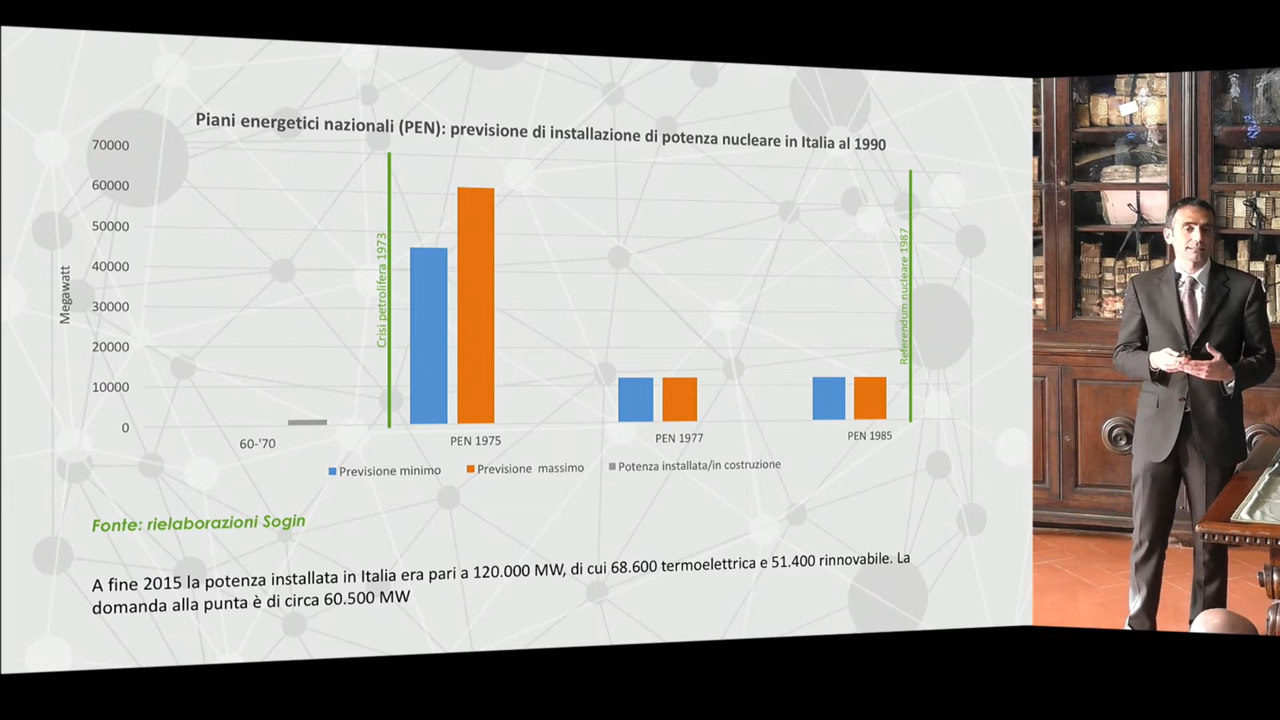 Piani energetici nazionali (PEN): previsione di installazione di potenza nucleare in Italia al 1990
70000
60000
50000
40000
30000
20000
10000
0
Megawatt
Crisi petrolifera 1973
Referendum nucleare 1987
60-'70
PEN 1975
PEN 1977
PEN 1985
Previsione minimo
Previsione massimo
Potenza installata/in costruzione
Fonte: rielaborazioni Sogin
A fine 2015 la potenza installata in Italia era pari a 120.000 MW, di cui 68.600 termoelettrica e 51.400 rinnovabile. La
domanda alla punta è di circa 60.500 MW